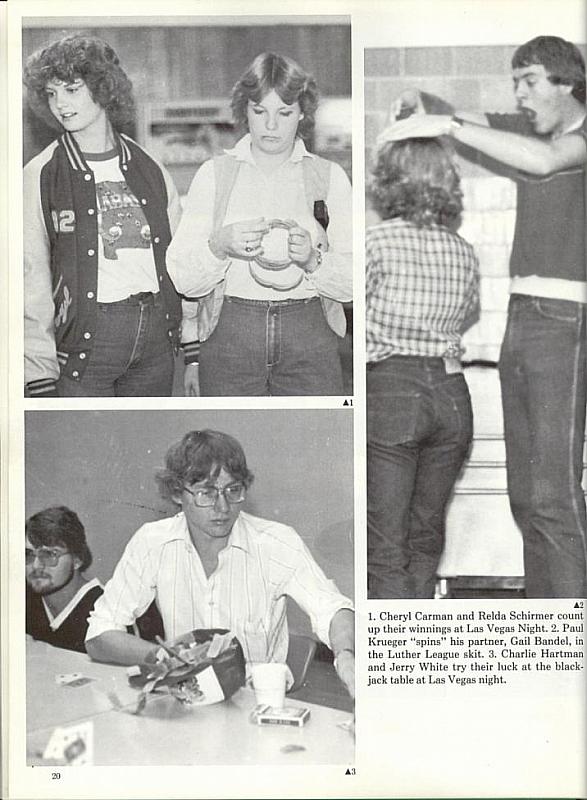 92
▲1
▲2
1. Cheryl Carman and Relda Schirmer count
up their winnings at Las Vegas Night. 2. Paul
Krueger "spins" his partner, Gail Bandel, in
the Luther League skit. 3. Charlie Hartman
and Jerry White try their luck at the black-
jack table at Las Vegas night.
20
▲3